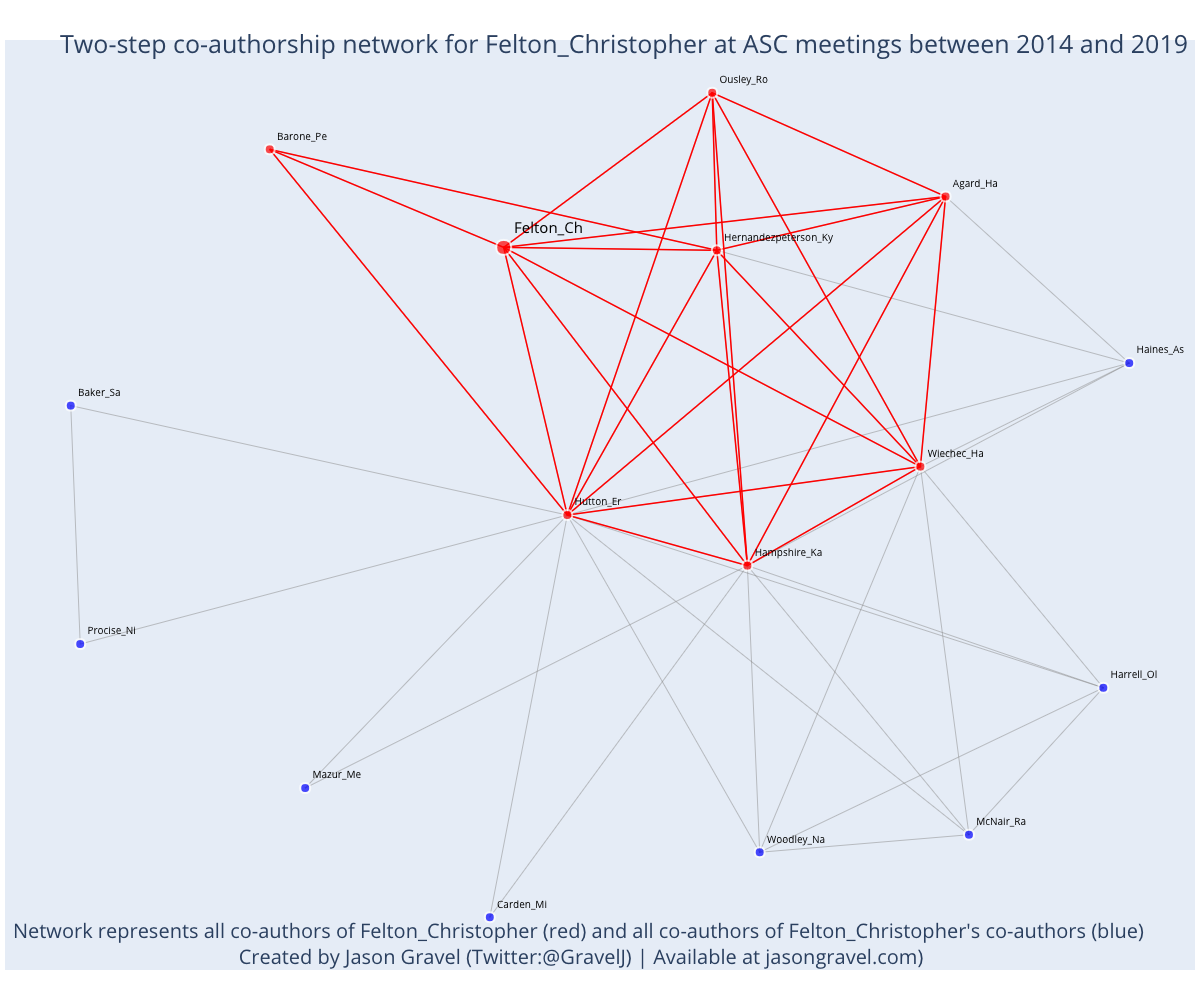 Two-step co-authorship network for Felton_Christopher at ASC meetings between 2014 and 2019
Ousley_Ro
Barone_Pe
Agard_Ha
Felton_Ch
Hernandezpeterson_Ky
Haines_As
Baker_Sa
Wiechec_Ha
Hutton_Er
Hampshire_Ka
Procise_Ni
Harrell_Ol
Mazur_Me
McNair_Ra
Woodley_Na
Carden_Mi
Network represents all co-authors of Felton_Christopher (red) and all co-authors of Felton_Christopher's co-authors (blue)
Created by Jason Gravel (Twitter:@GravelJ) | Available at jasongravel.com)